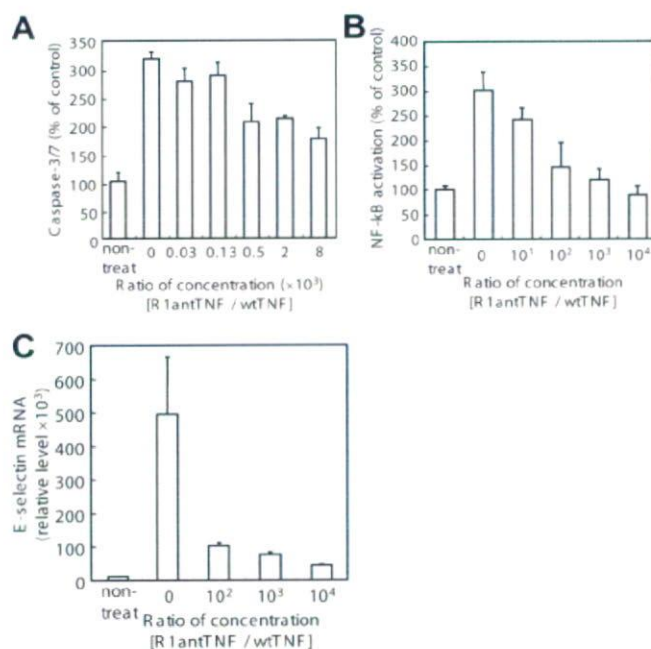 A
Caspase-3/7 (% of control)
350
300
250
200
150
100
50
0
non-
treat
0 0.03 0.13 0.5 2 8
Ratio of concentration (×10³)
[R1antTNF / wtTNF]
B
NF-kB activation (% of control)
400
350
300
250
200
150
100
50
0
non-
treat
0 10¹ 10² 10³ 10⁴
Ratio of concentration
[R1antTNF / wtTNF]
C
E-selectin mRNA
(relative level ×10³)
700
600
500
400
300
200
100
0
non-
treat
0 10² 10³ 10⁴
Ratio of concentration
[R1antTNF / wtTNF]